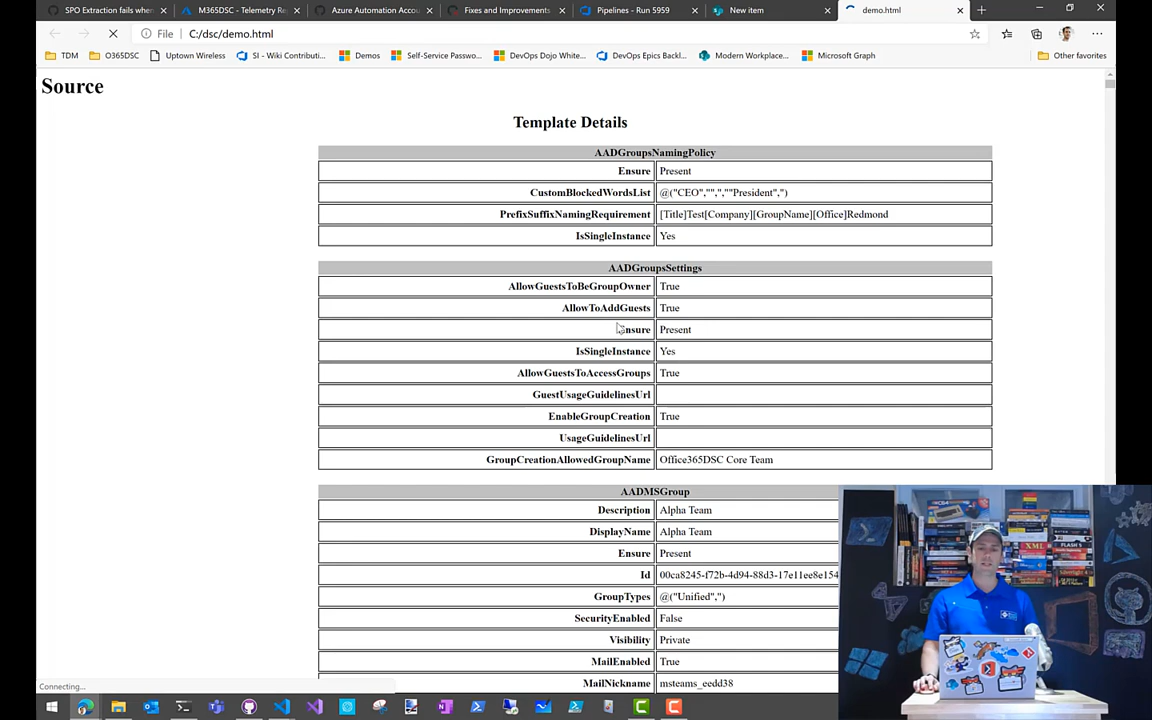 SPO Extraction fails when
M365DSC - Telemetry Re
Azure Automation Accou
Fixes and Improvements
Pipelines - Run 5959
New item
demo.html
File C:/dsc/demo.html
TDM
O365DSC
Uptown Wireless
SI - Wiki Contributi...
Demos
Self-Service Passwo...
DevOps Dojo White...
DevOps Epics Backl...
Modern Workplace...
Microsoft Graph
Other favorites
Source
Template Details
AADGroupsNamingPolicy
Ensure Present
CustomBlockedWordsList @("CEO","",",""President",")
PrefixSuffixNamingRequirement [Title]Test[Company][GroupName][Office]Redmond
IsSingleInstance Yes
AADGroupsSettings
AllowGuestsToBeGroupOwner True
AllowToAddGuests True
Ensure Present
IsSingleInstance Yes
AllowGuestsToAccessGroups True
GuestUsageGuidelinesUrl
EnableGroupCreation True
UsageGuidelinesUrl
GroupCreationAllowedGroupName Office365DSC Core Team
AADMSGroup
Description Alpha Team
DisplayName Alpha Team
Ensure Present
Id 00ca8245-f72b-4d94-88d3-17e11ee8e154
GroupTypes @("Unified",")
SecurityEnabled False
Visibility Private
MailEnabled True
MailNickname msteams_eedd38
Connecting...
XML
FLASH 5